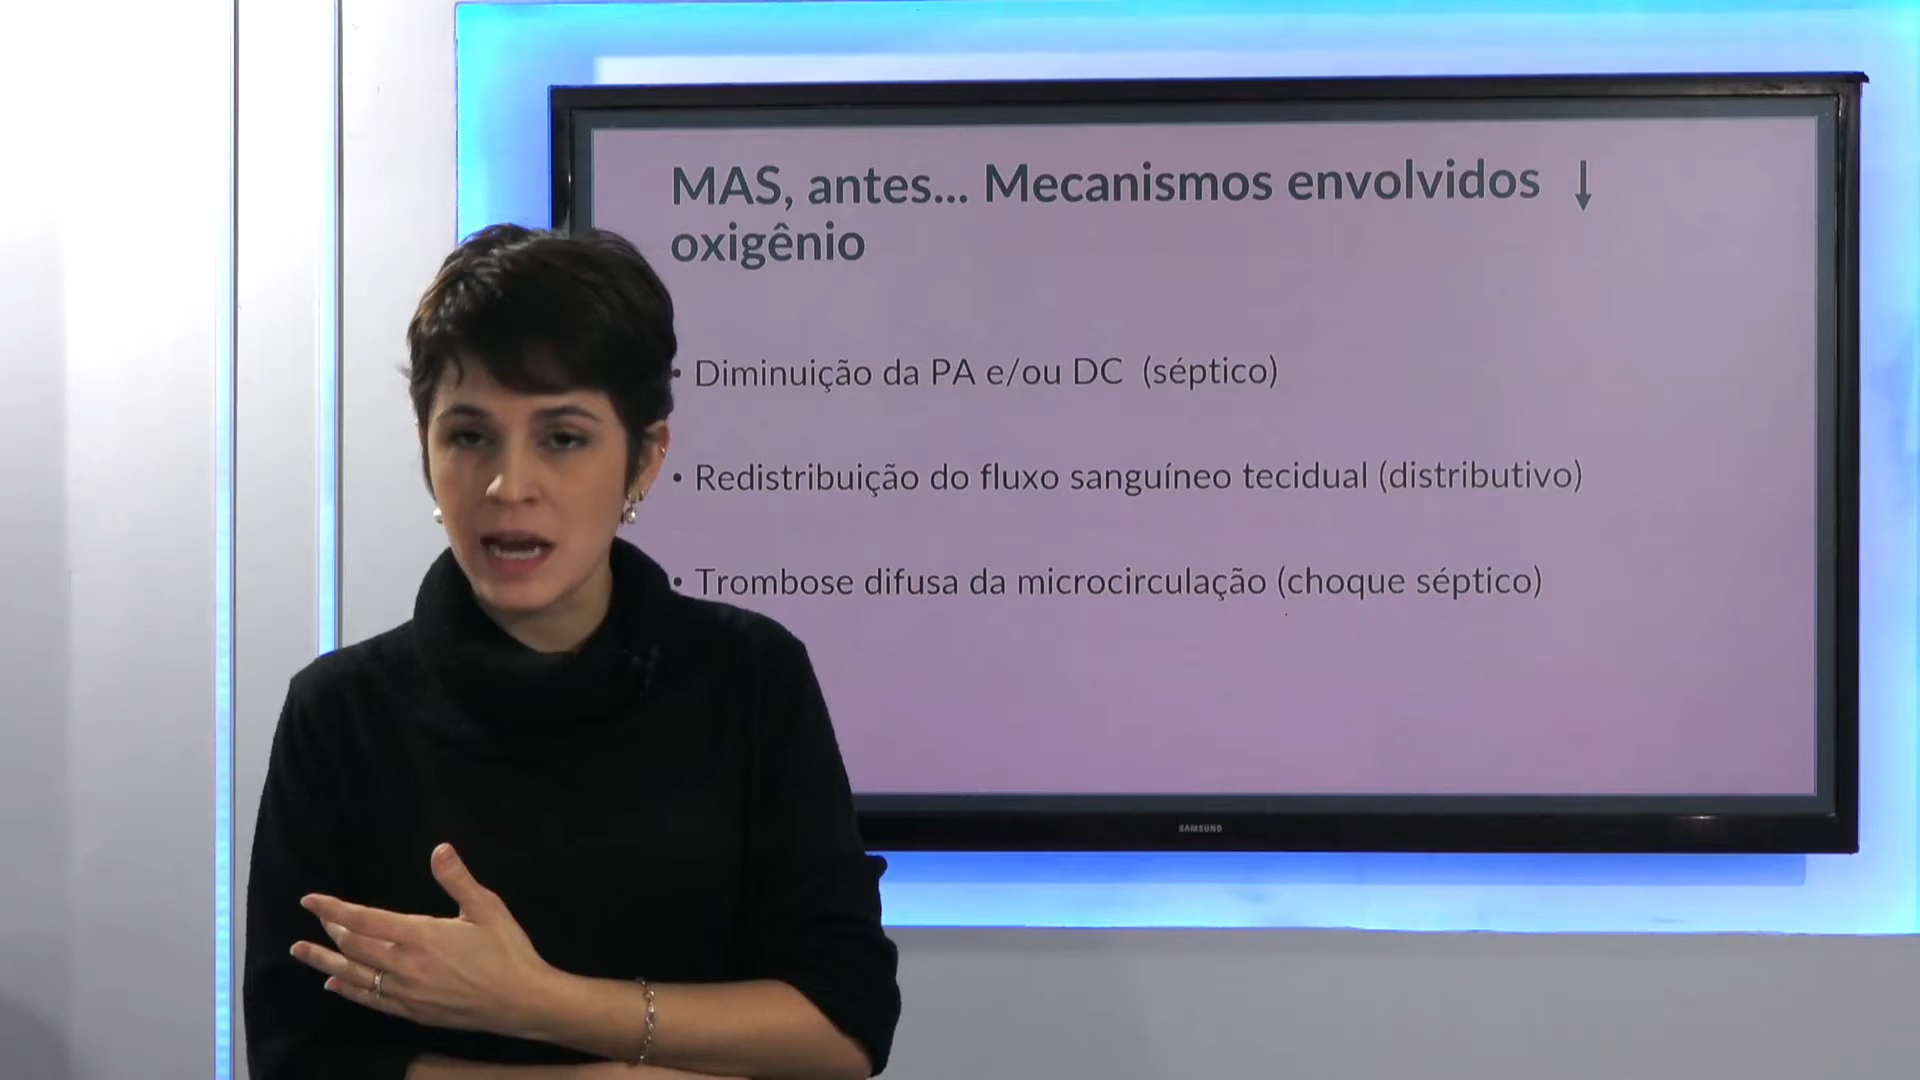 MAS, antes... Mecanismos envolvidos ↓
oxigênio
• Diminuição da PA e/ou DC (séptico)
• Redistribuição do fluxo sanguíneo tecidual (distributivo)
• Trombose difusa da microcirculação (choque séptico)
SAMSUNG